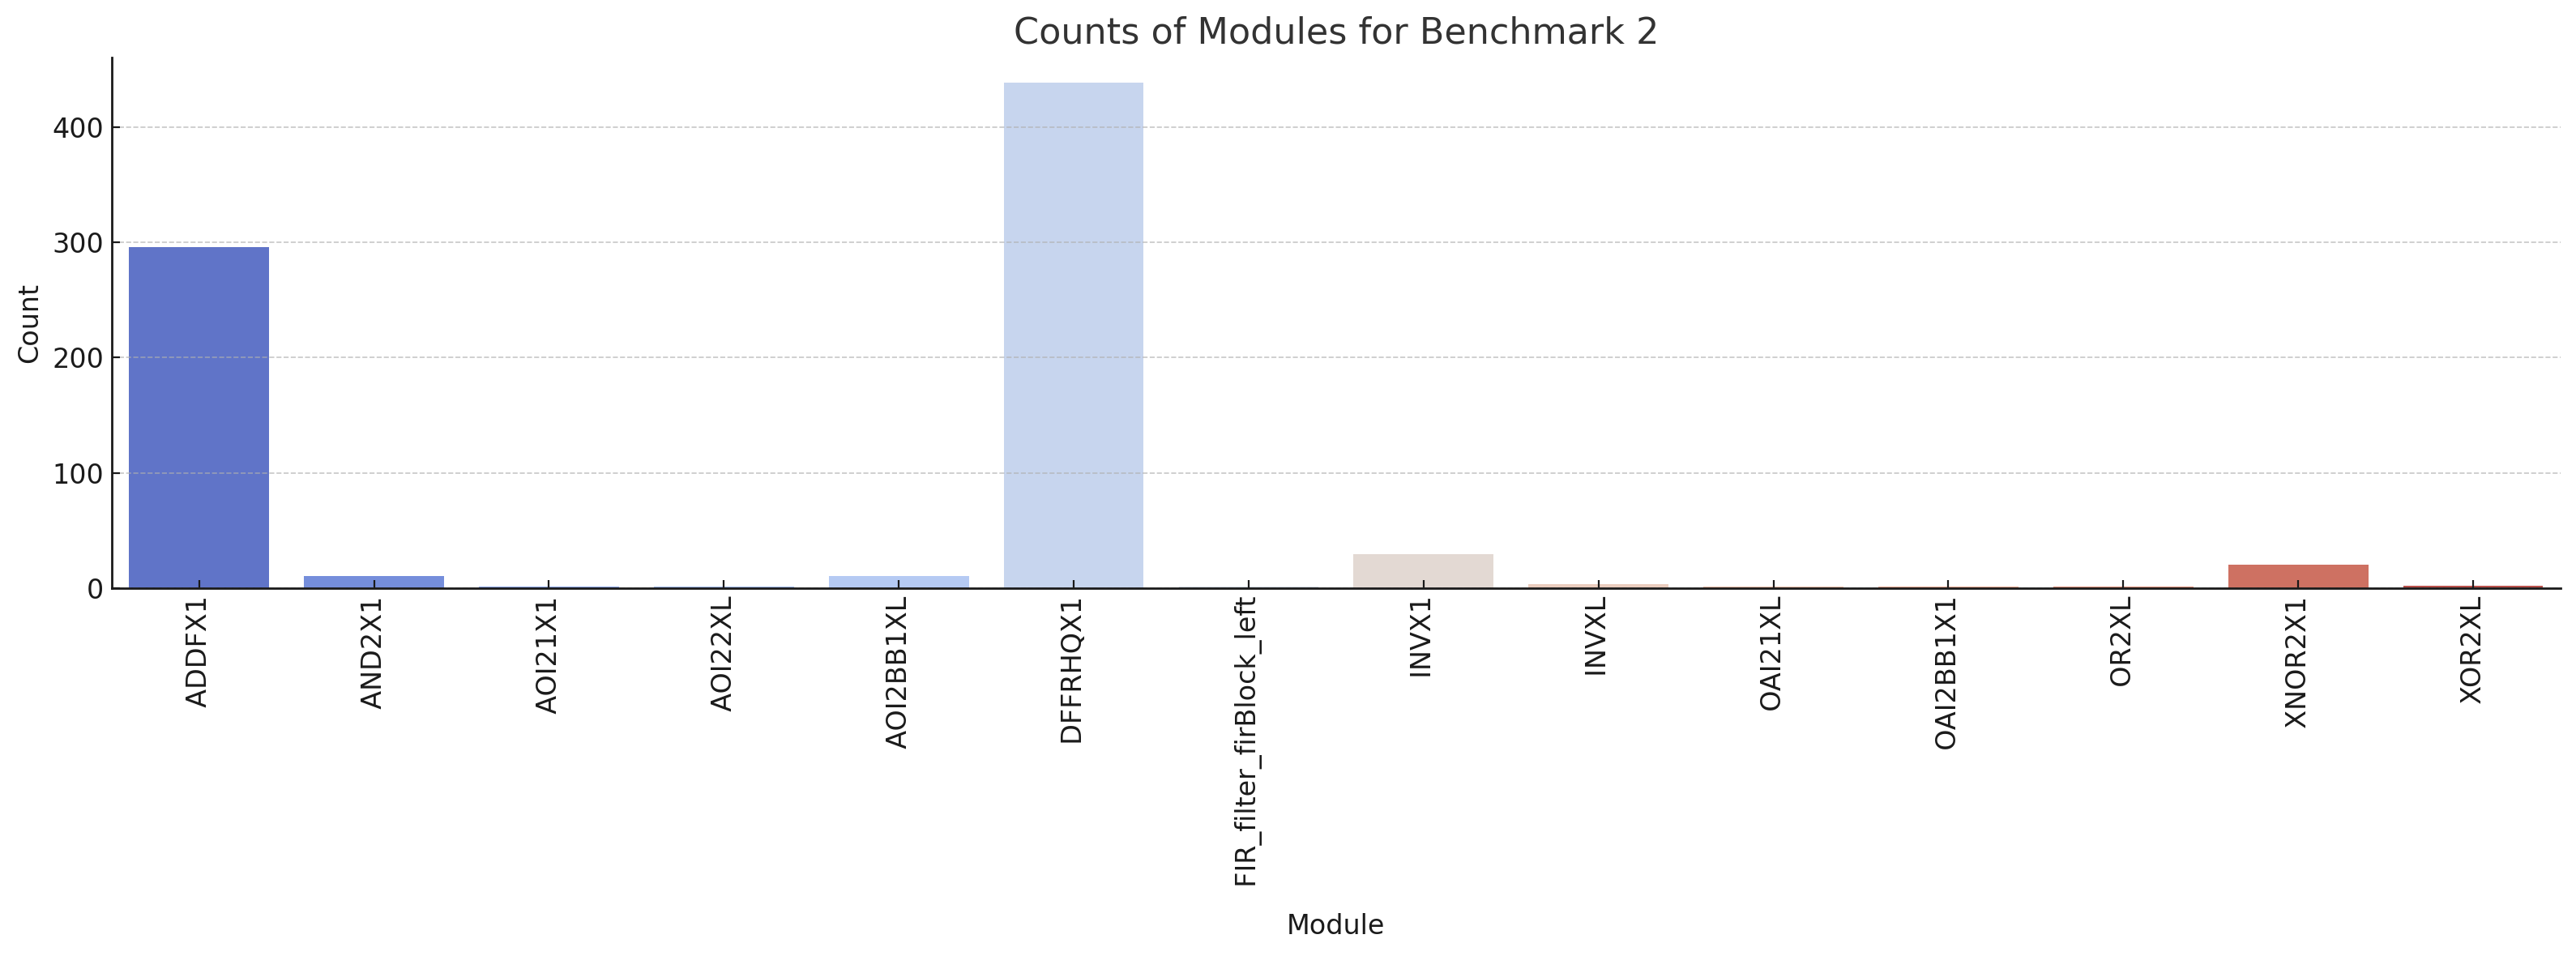 Counts of Modules for Benchmark 2
Count
400
300
200
100
0
ADDFX1
AND2X1
AOI21X1
AOI22XL
AOI2BB1XL
DFFRHQX1
FIR_filter_firBlock_left
INVX1
INVXL
OAI21XL
OAI2BB1X1
OR2XL
XNOR2X1
XOR2XL
Module